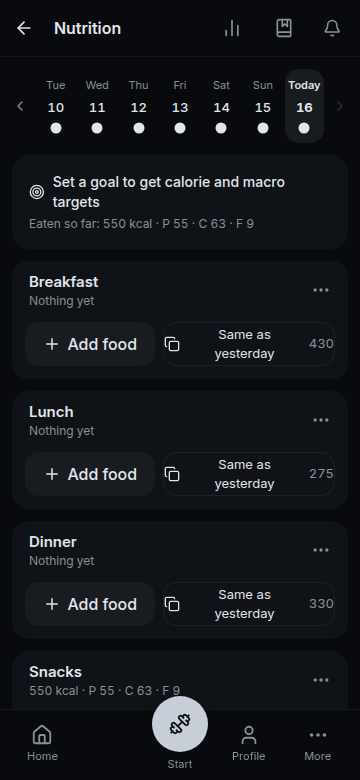 Nutrition
Tue Wed Thu Fri Sat Sun Today
10 11 12 13 14 15 16
Set a goal to get calorie and macro
targets
Eaten so far: 550 kcal · P 55 · C 63 · F 9
Breakfast
Nothing yet
Add food
Same as
yesterday
430
Lunch
Nothing yet
Add food
Same as
yesterday
275
Dinner
Nothing yet
Add food
Same as
yesterday
330
Snacks
550 kcal · P 55 · C 63 · F 9
Home Start Profile More